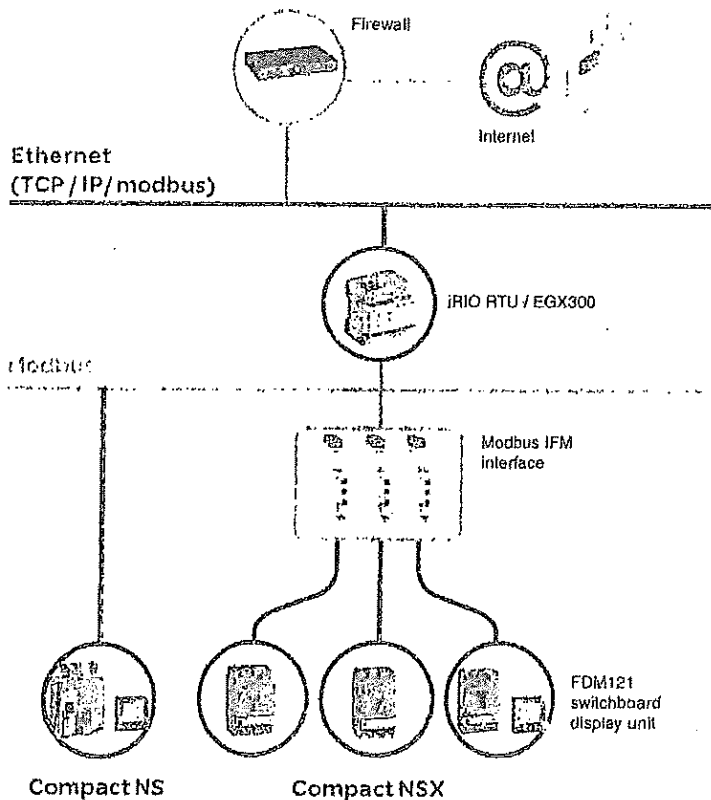 Firewall
Internet
Ethernet
(TCP / IP / modbus)
iRIO RTU / EGX300
Modbus
Modbus IFM
interface
FDM121
switchboard
display unit
Compact NS
Compact NSX